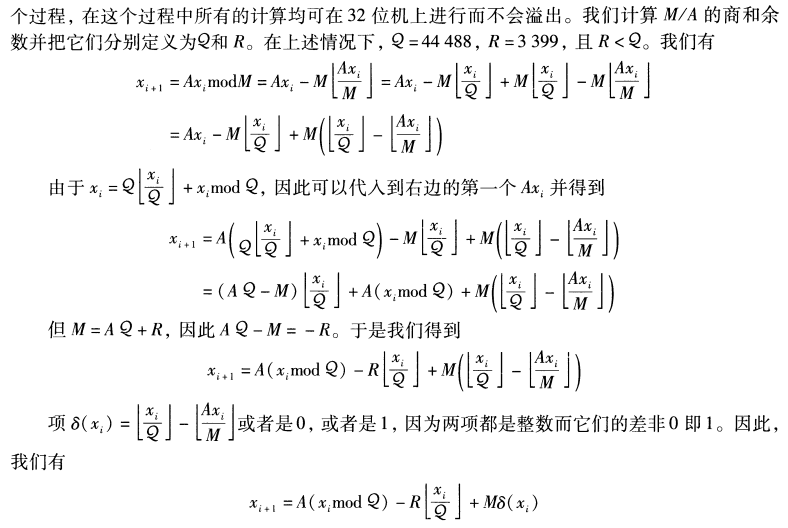 个过程，在这个过程中所有的计算均可在 32 位机上进行而不会溢出。我们计算 M/A 的商和余
数并把它们分别定义为Q和 R。在上述情况下，Q = 44 488，R = 3 399，且 R < Q。我们有
x_{i+1} = Ax_i mod M = Ax_i - M⌊Ax_i/M⌋ = Ax_i - M⌊x_i/Q⌋ + M⌊x_i/Q⌋ - M⌊Ax_i/M⌋
= Ax_i - M⌊x_i/Q⌋ + M(⌊x_i/Q⌋ - ⌊Ax_i/M⌋)
由于 x_i = Q⌊x_i/Q⌋ + x_i mod Q，因此可以代入到右边的第一个 Ax_i 并得到
x_{i+1} = A(Q⌊x_i/Q⌋ + x_i mod Q) - M⌊x_i/Q⌋ + M(⌊x_i/Q⌋ - ⌊Ax_i/M⌋)
= (A Q - M)⌊x_i/Q⌋ + A(x_i mod Q) + M(⌊x_i/Q⌋ - ⌊Ax_i/M⌋)
但 M = A Q + R，因此 A Q - M = - R。于是我们得到
x_{i+1} = A(x_i mod Q) - R⌊x_i/Q⌋ + M(⌊x_i/Q⌋ - ⌊Ax_i/M⌋)
项 δ(x_i) = ⌊x_i/Q⌋ - ⌊Ax_i/M⌋或者是0，或者是1，因为两项都是整数而它们的差非0 即1。因此，
我们有
x_{i+1} = A(x_i mod Q) - R⌊x_i/Q⌋ + Mδ(x_i)